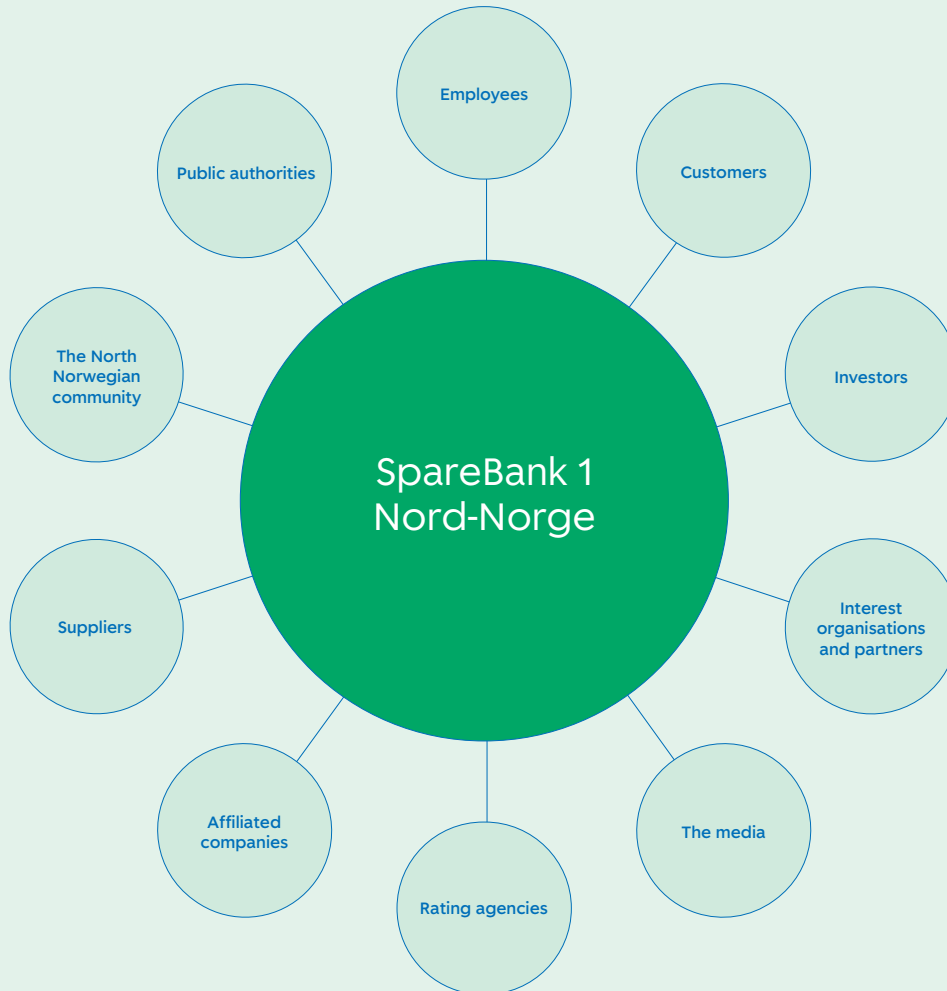 Employees
Public authorities
Customers
The North
Norwegian
community
Investors
SpareBank 1
Nord-Norge
Suppliers
Interest
organisations
and partners
Affiliated
companies
The media
Rating agencies